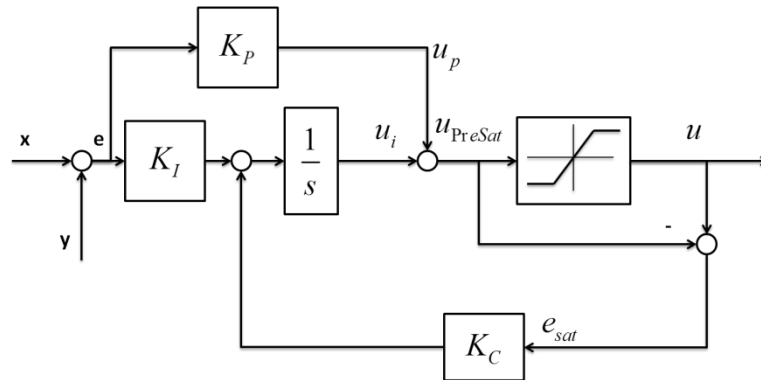 K_P
u_p
x
e
K_I
1/s
u_i
u_PreSat
u
y
-
K_C
e_sat